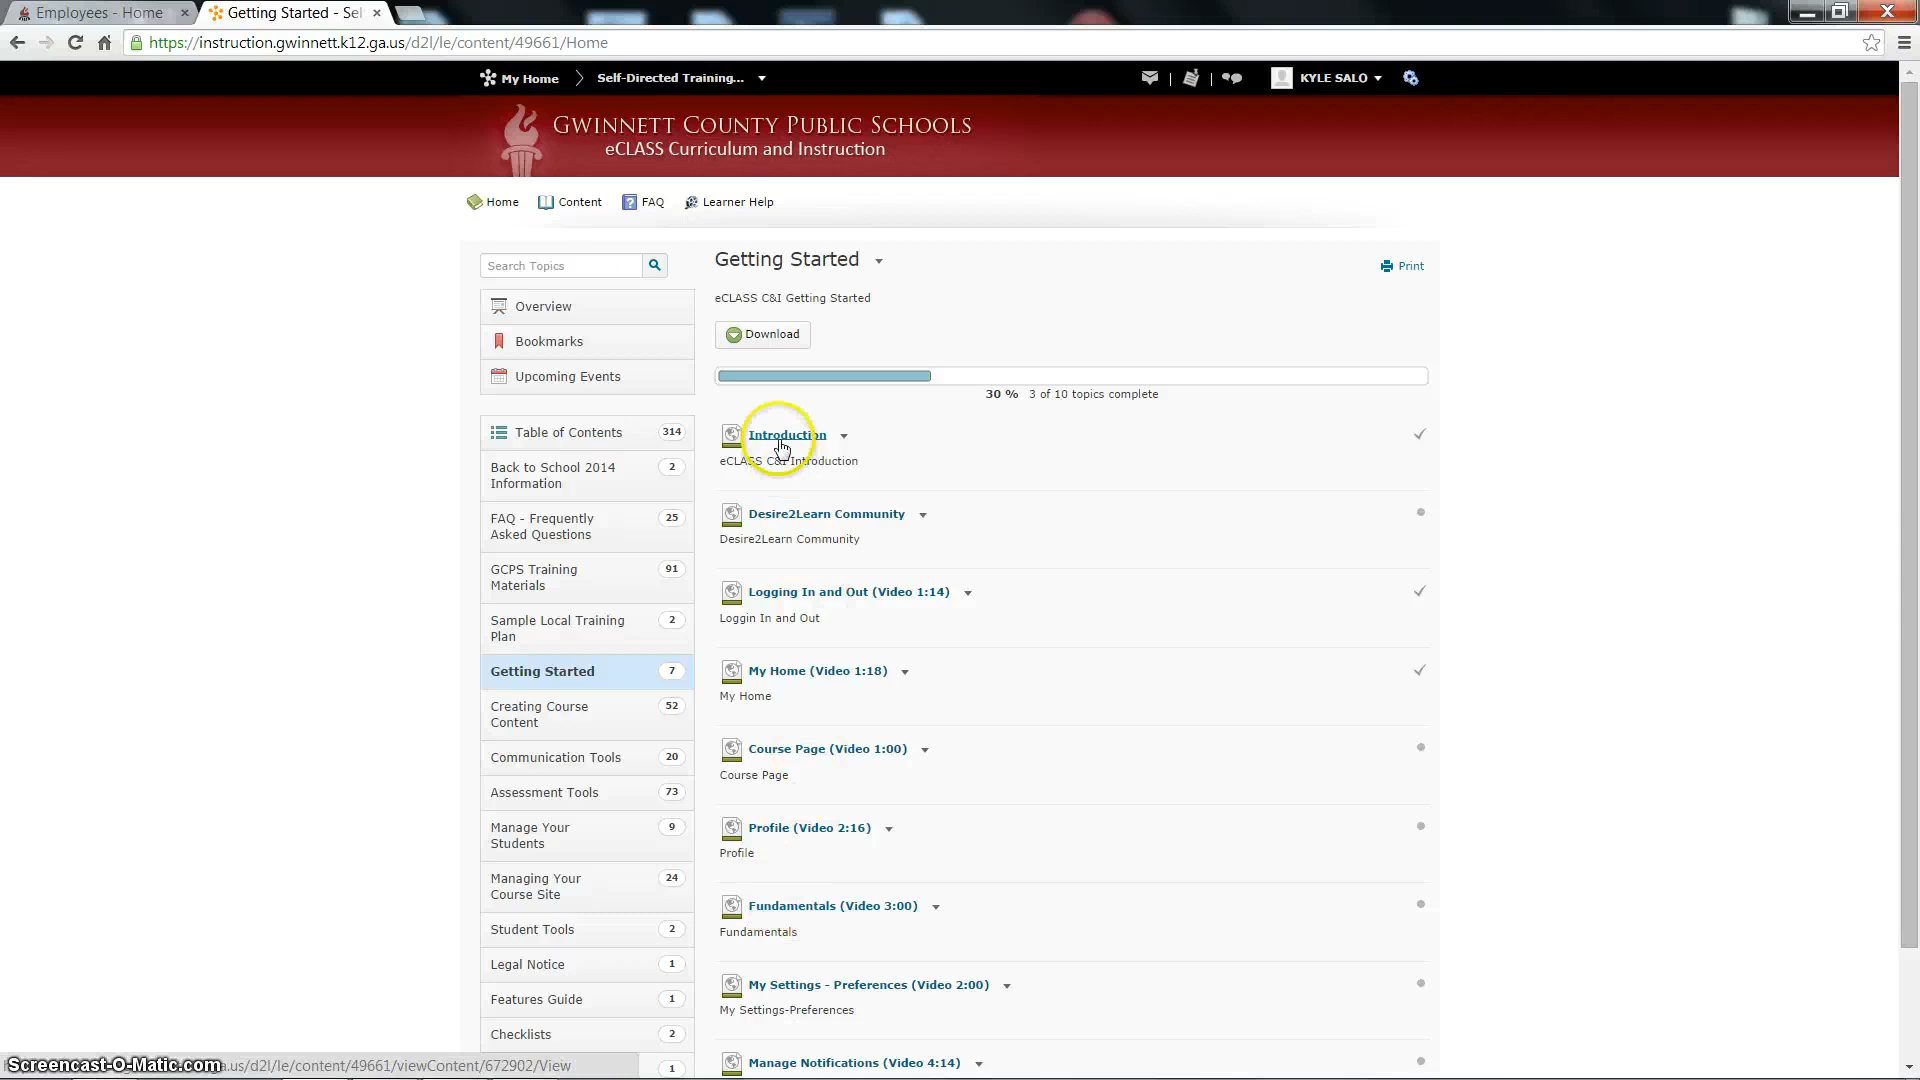 Employees - Home
Getting Started - Sel
https://instruction.gwinnett.k12.ga.us/d2l/le/content/49661/Home
My Home
Self-Directed Training...
KYLE SALO
GWINNETT COUNTY PUBLIC SCHOOLS
eCLASS Curriculum and Instruction
Home
Content
FAQ
Learner Help
Search Topics
Overview
Bookmarks
Upcoming Events
Table of Contents 314
Back to School 2014 2
Information
FAQ - Frequently 25
Asked Questions
GCPS Training 91
Materials
Sample Local Training 2
Plan
Getting Started 7
Creating Course 52
Content
Communication Tools 20
Assessment Tools 73
Manage Your 9
Students
Managing Your 24
Course Site
Student Tools 2
Legal Notice 1
Features Guide 1
Checklists 2
1
Getting Started
Print
eCLASS C&I Getting Started
Download
30 % 3 of 10 topics complete
Introduction
eCLASS C&I Introduction
Desire2Learn Community
Desire2Learn Community
Logging In and Out (Video 1:14)
Loggin In and Out
My Home (Video 1:18)
My Home
Course Page (Video 1:00)
Course Page
Profile (Video 2:16)
Profile
Fundamentals (Video 3:00)
Fundamentals
My Settings - Preferences (Video 2:00)
My Settings-Preferences
Manage Notifications (Video 4:14)
Screencast-O-Matic.com
a.us/d2l/le/content/49661/viewContent/672902/View